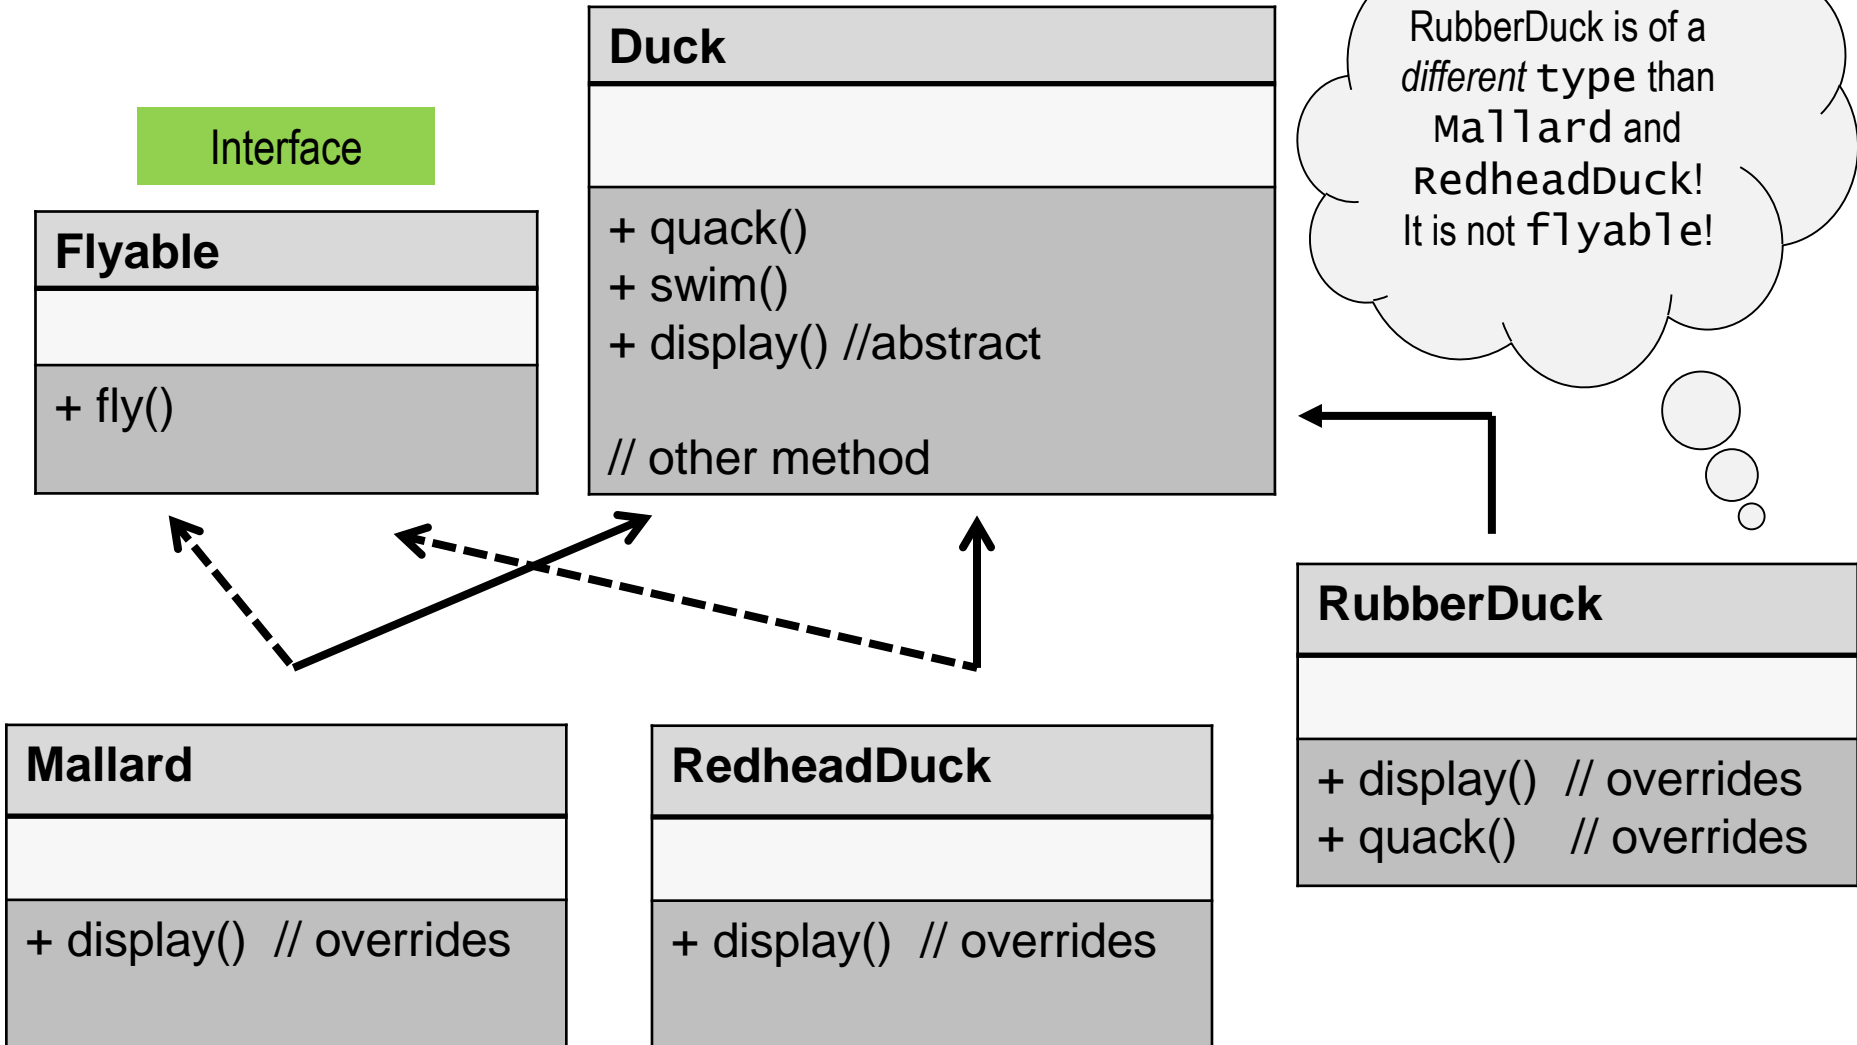 Interface
Flyable
+ fly()
Duck
+ quack()
+ swim()
+ display() //abstract
// other method
RubberDuck is of a
different type than
Mallard and
RedheadDuck!
It is not flyable!
Mallard
+ display() // overrides
RedheadDuck
+ display() // overrides
RubberDuck
+ display() // overrides
+ quack() // overrides